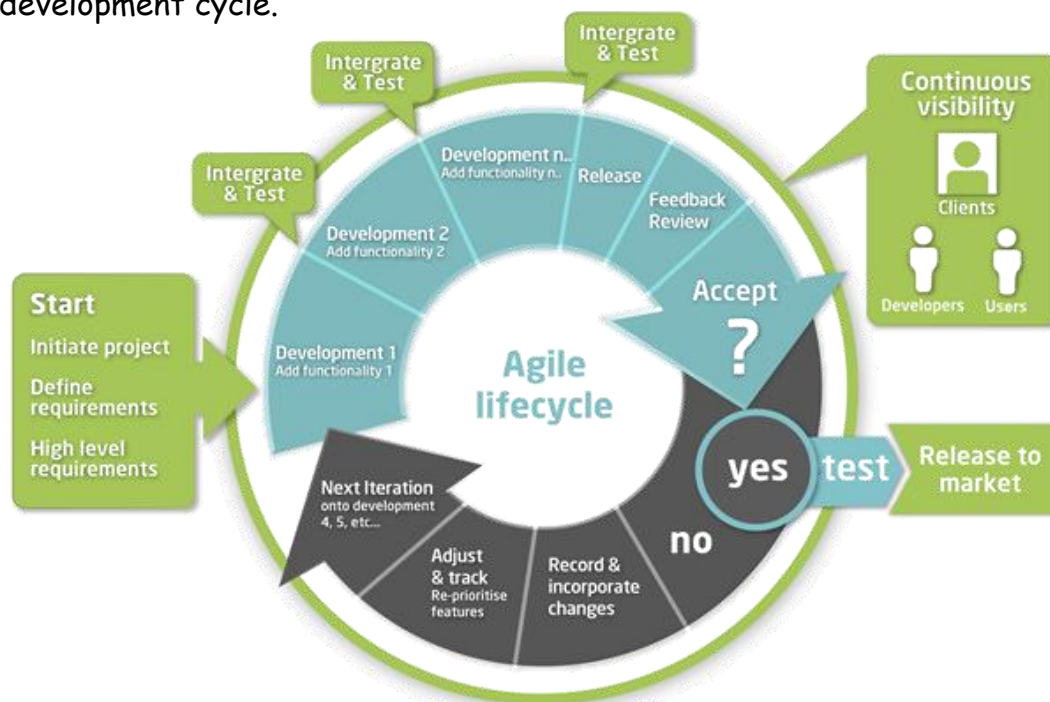 development cycle.
Intergrate
& Test
Intergrate
& Test
Intergrate
& Test
Continuous
visibility
Clients
Developers Users
Start
Initiate project
Define
requirements
High level
requirements
Development 1
Add functionality 1
Development 2
Add functionality 2
Development n..
Add functionality n..
Release
Feedback
Review
Accept
?
Agile
lifecycle
yes
test
Release to
market
no
Record &
incorporate
changes
Adjust
& track
Re-prioritise
features
Next Iteration
onto development
4, 5, etc...